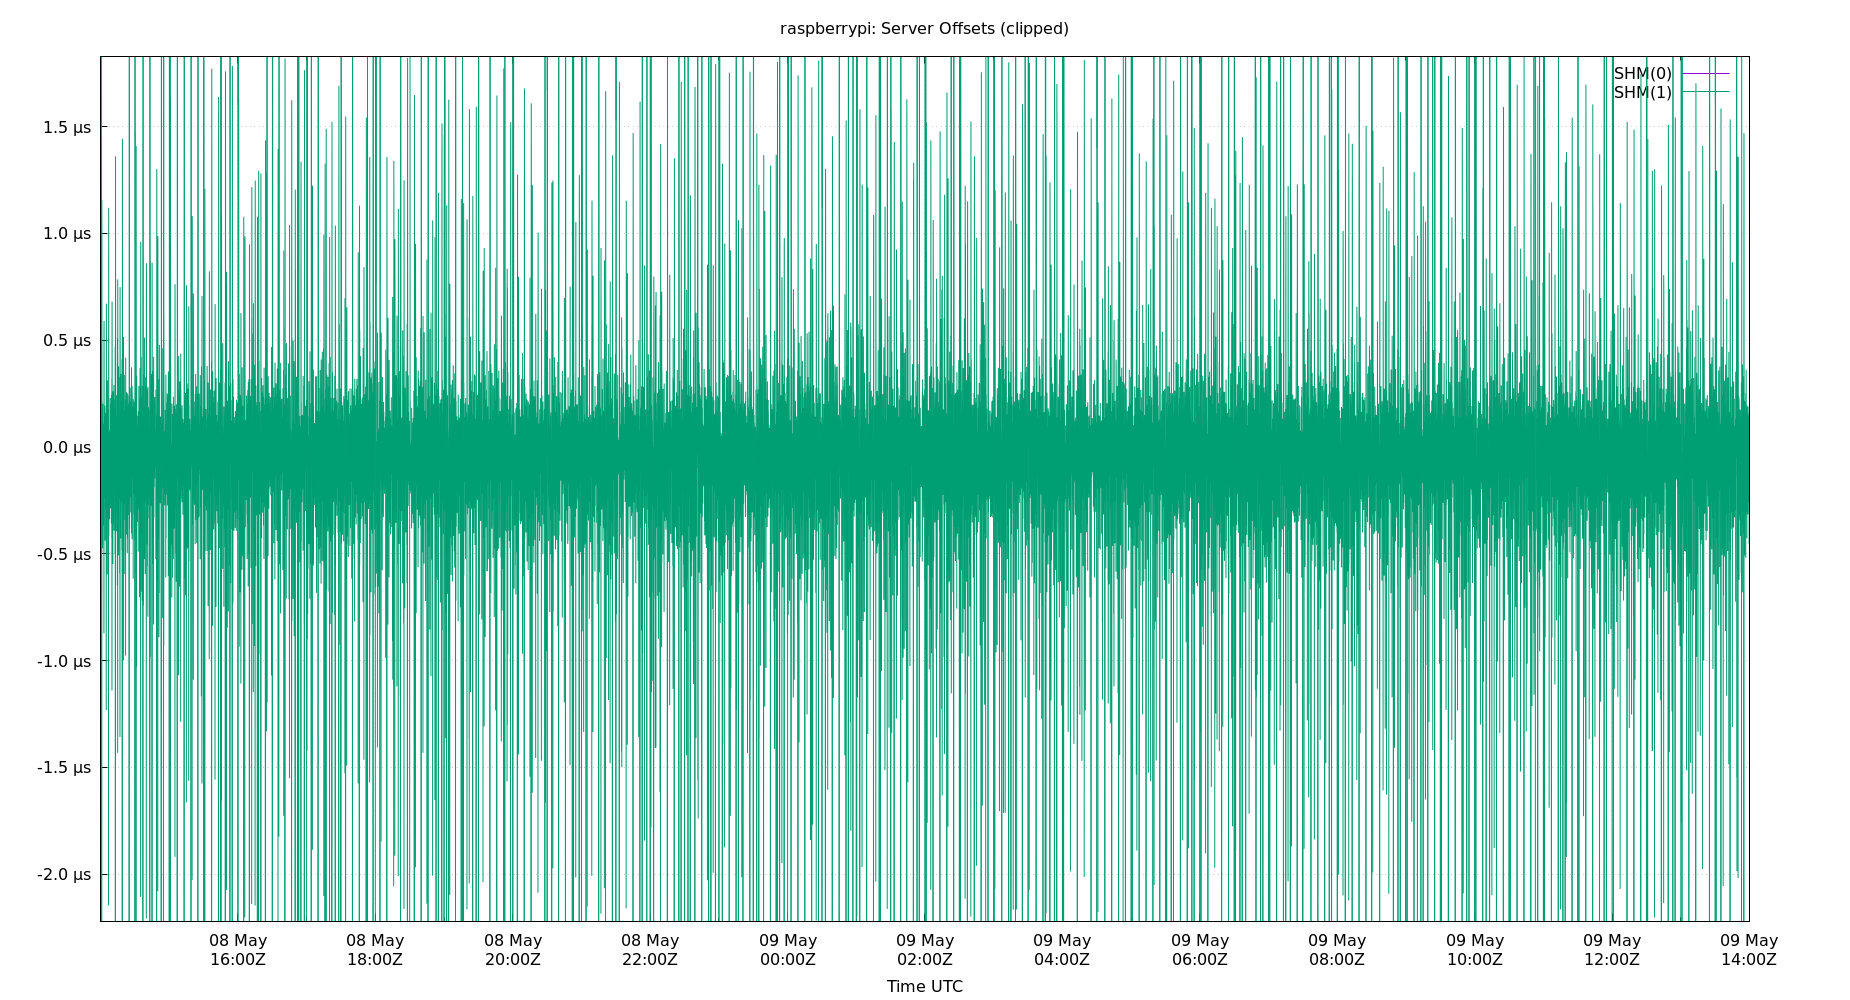 raspberrypi: Server Offsets (clipped)
SHM(0)
SHM(1)
1.5 µs
1.0 µs
0.5 µs
0.0 µs
-0.5 µs
-1.0 µs
-1.5 µs
-2.0 µs
08 May 08 May 08 May 08 May 09 May 09 May 09 May 09 May 09 May 09 May 09 May 09 May
16:00Z 18:00Z 20:00Z 22:00Z 00:00Z 02:00Z 04:00Z 06:00Z 08:00Z 10:00Z 12:00Z 14:00Z
Time UTC